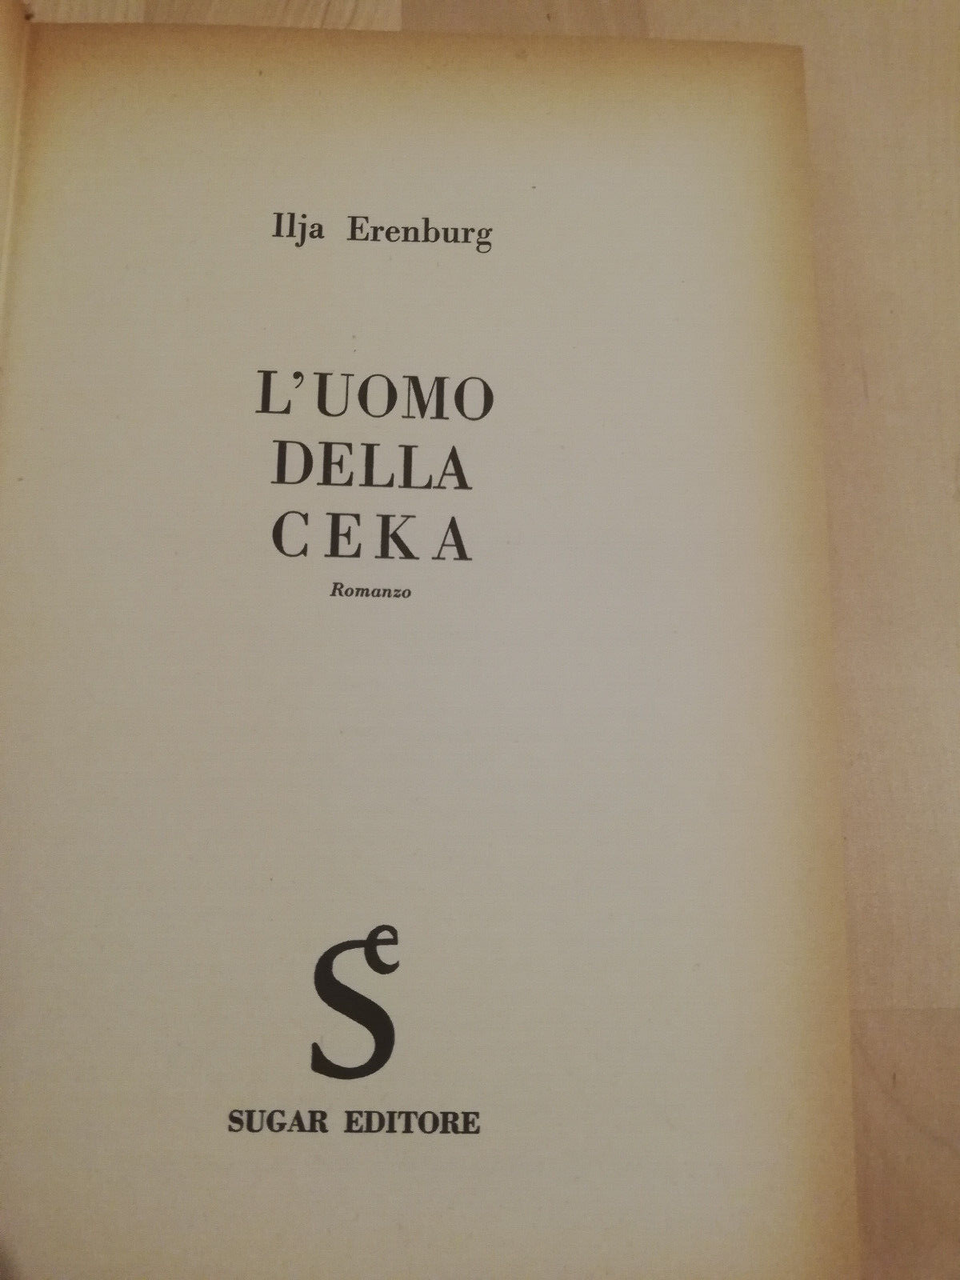 Ilja Erenburg
L'UOMO
DELLA
CEKA
Romanzo
Se
SUGAR EDITORE